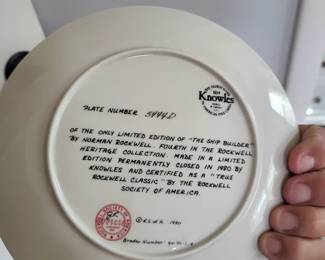 Knowles
PLATE NUMBER 5444D
OF THE ONLY LIMITED EDITION OF "THE SHIP BUILDER"
BY NORMAN ROCKWELL. FOURTH IN THE ROCKWELL
HERITAGE COLLECTION. MADE IN A LIMITED
EDITION PERMANENTLY CLOSED IN 1980 BY
KNOWLES AND CERTIFIED AS A "TRUE
ROCKWELL CLASSIC" BY THE ROCKWELL
SOCIETY OF AMERICA.
© R.S.O.A. 1980